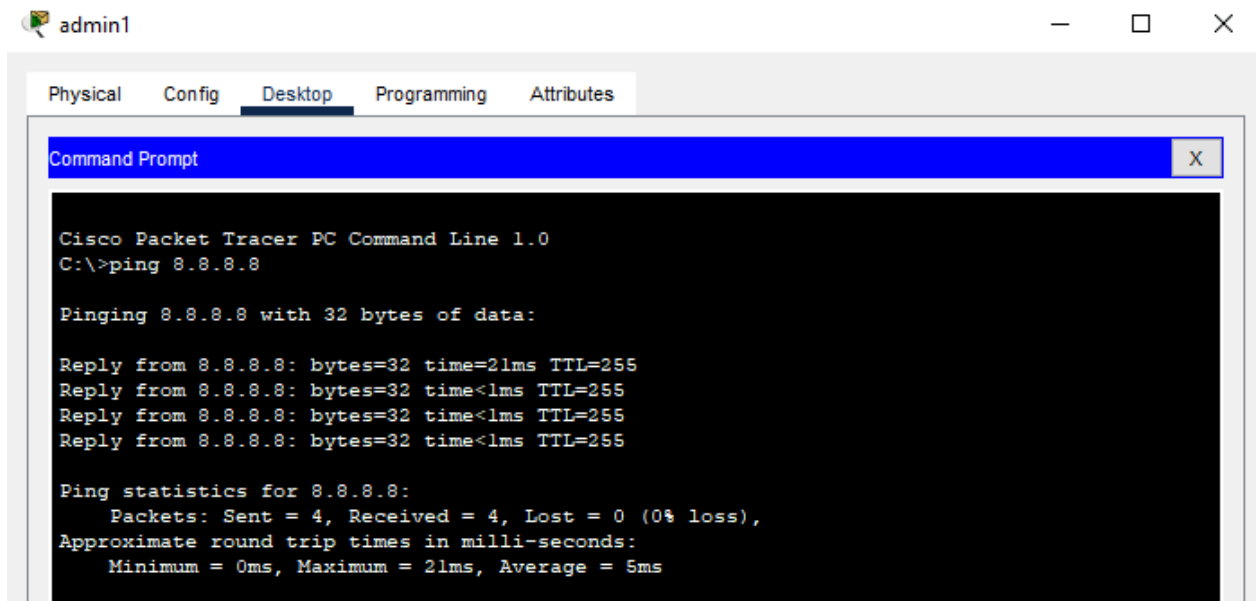 admin1
Physical Config Desktop Programming Attributes
Command Prompt X
Cisco Packet Tracer PC Command Line 1.0
C:\>ping 8.8.8.8
Pinging 8.8.8.8 with 32 bytes of data:
Reply from 8.8.8.8: bytes=32 time=21ms TTL=255
Reply from 8.8.8.8: bytes=32 time<1ms TTL=255
Reply from 8.8.8.8: bytes=32 time<1ms TTL=255
Reply from 8.8.8.8: bytes=32 time<1ms TTL=255
Ping statistics for 8.8.8.8:
Packets: Sent = 4, Received = 4, Lost = 0 (0% loss),
Approximate round trip times in milli-seconds:
Minimum = 0ms, Maximum = 21ms, Average = 5ms